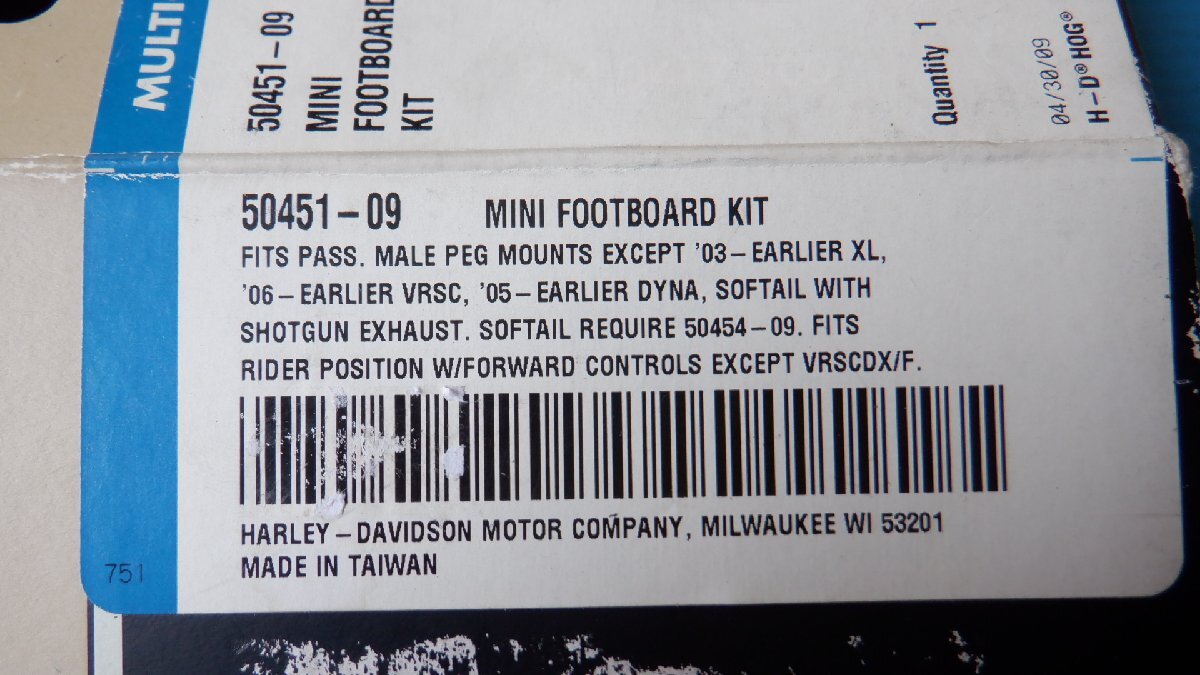 MULTI-
50451-09
MINI
FOOTBOARD
KIT
Quantity 1
04/30/09
H-D® HOG®
50451-09 MINI FOOTBOARD KIT
FITS PASS. MALE PEG MOUNTS EXCEPT '03-EARLIER XL,
'06-EARLIER VRSC, '05-EARLIER DYNA, SOFTAIL WITH
SHOTGUN EXHAUST. SOFTAIL REQUIRE 50454-09. FITS
RIDER POSITION W/FORWARD CONTROLS EXCEPT VRSCDX/F.
HARLEY-DAVIDSON MOTOR COMPANY, MILWAUKEE WI 53201
MADE IN TAIWAN
751